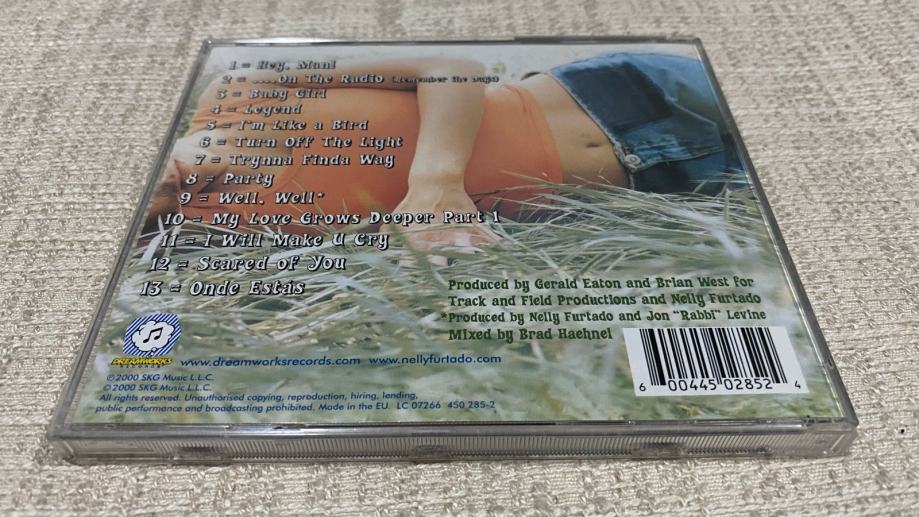 1 = Hey, Man!
2 = ....On The Radio (Remember the Days)
3 = Baby Girl
4 = Legend
5 = I'm Like a Bird
6 = Turn Off The Light
7 = Trynna Finda Way
8 = Party
9 = Well, Well*
10 = My Love Grows Deeper Part 1
11 = I Will Make U Cry
12 = Scared of You
13 = Onde Estás
Produced by Gerald Eaton and Brian West for
Track and Field Productions and Nelly Furtado
*Produced by Nelly Furtado and Jon "Rabbi" Levine
Mixed by Brad Haehnel
DREAMWORKS
RECORDS
www.dreamworksrecords.com www.nellyfurtado.com
℗2000 SKG Music L.L.C.
©2000 SKG Music L.L.C.
All rights reserved. Unauthorised copying, reproduction, hiring, lending,
public performance and broadcasting prohibited. Made in the EU. LC 07266 450 285-2
6 00445 02852 4